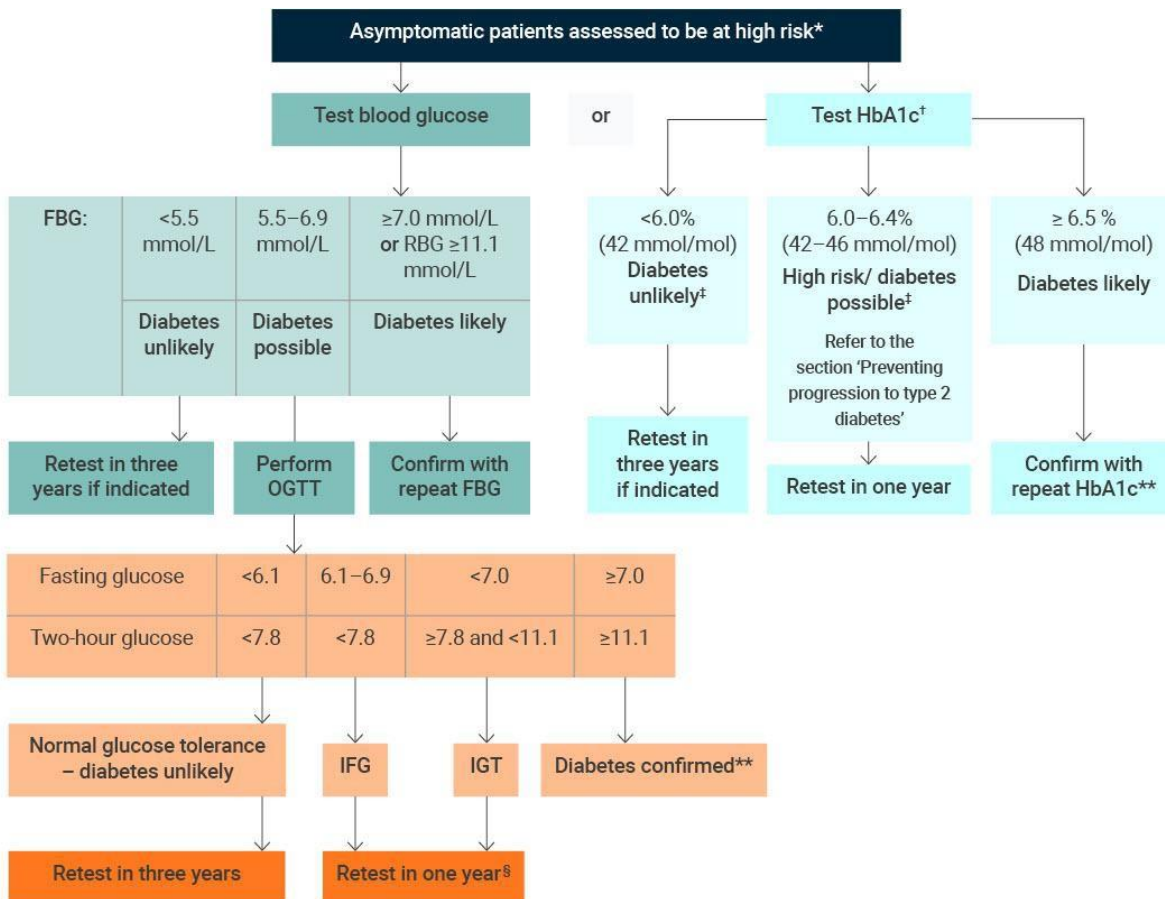 Asymptomatic patients assessed to be at high risk*
Test blood glucose
or
Test HbA1c†
FBG:
<5.5
mmol/L
5.5–6.9
mmol/L
≥7.0 mmol/L
or RBG ≥11.1
mmol/L
Diabetes
unlikely
Diabetes
possible
Diabetes likely
<6.0%
(42 mmol/mol)
Diabetes
unlikely‡
6.0–6.4%
(42–46 mmol/mol)
High risk/ diabetes
possible‡
Refer to the
section ‘Preventing
progression to type 2
diabetes’
≥ 6.5 %
(48 mmol/mol)
Diabetes likely
Retest in three
years if indicated
Perform
OGTT
Confirm with
repeat FBG
Retest in
three years
if indicated
Retest in one year
Confirm with
repeat HbA1c**
Fasting glucose <6.1 6.1–6.9 <7.0 ≥7.0
Two-hour glucose <7.8 <7.8 ≥7.8 and <11.1 ≥11.1
Normal glucose tolerance
– diabetes unlikely
IFG
IGT
Diabetes confirmed**
Retest in three years
Retest in one year§